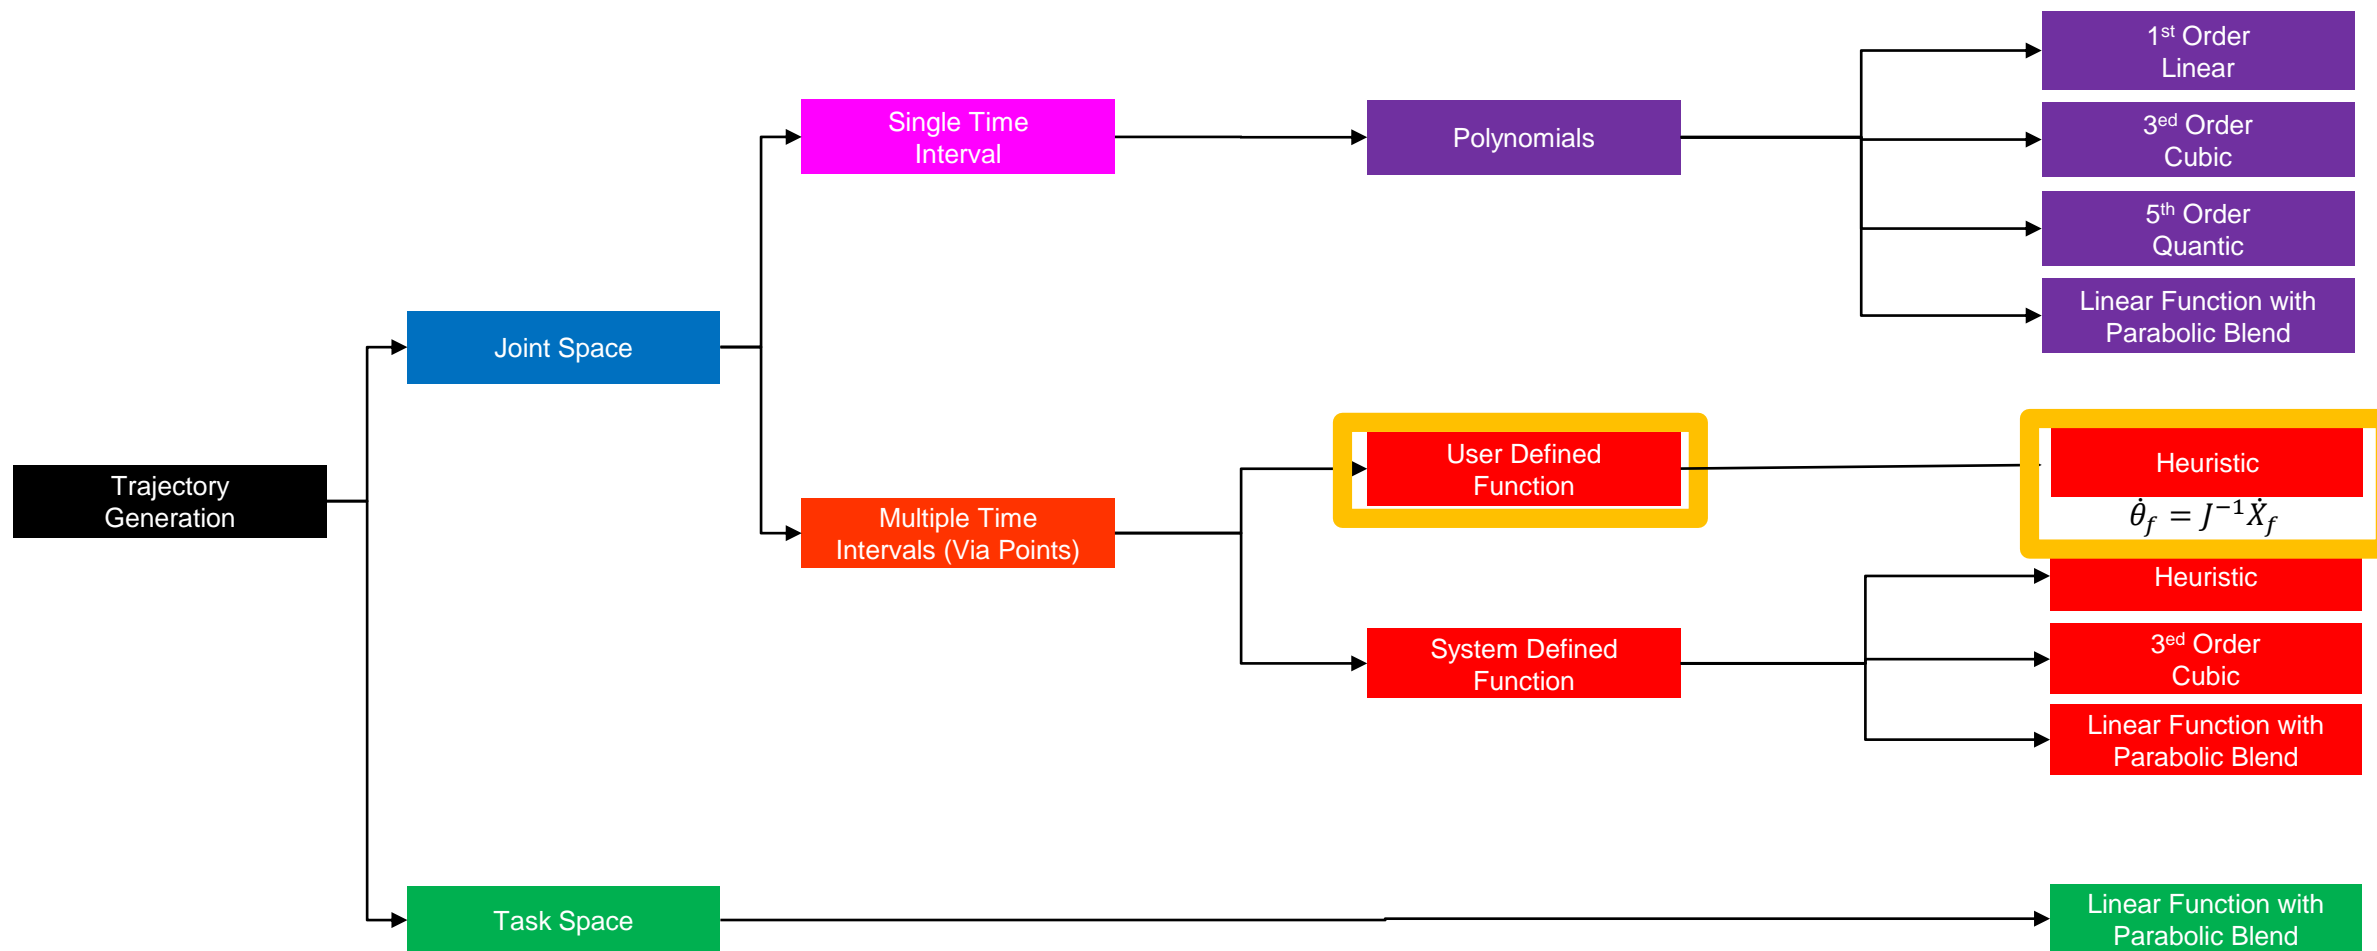 Trajectory
Generation
Joint Space
Task Space
Single Time
Interval
Multiple Time
Intervals (Via Points)
Polynomials
User Defined
Function
System Defined
Function
1st Order
Linear
3ed Order
Cubic
5th Order
Quantic
Linear Function with
Parabolic Blend
Heuristic
θ̇_f = J⁻¹Ẋ_f
Heuristic
3ed Order
Cubic
Linear Function with
Parabolic Blend
Linear Function with
Parabolic Blend